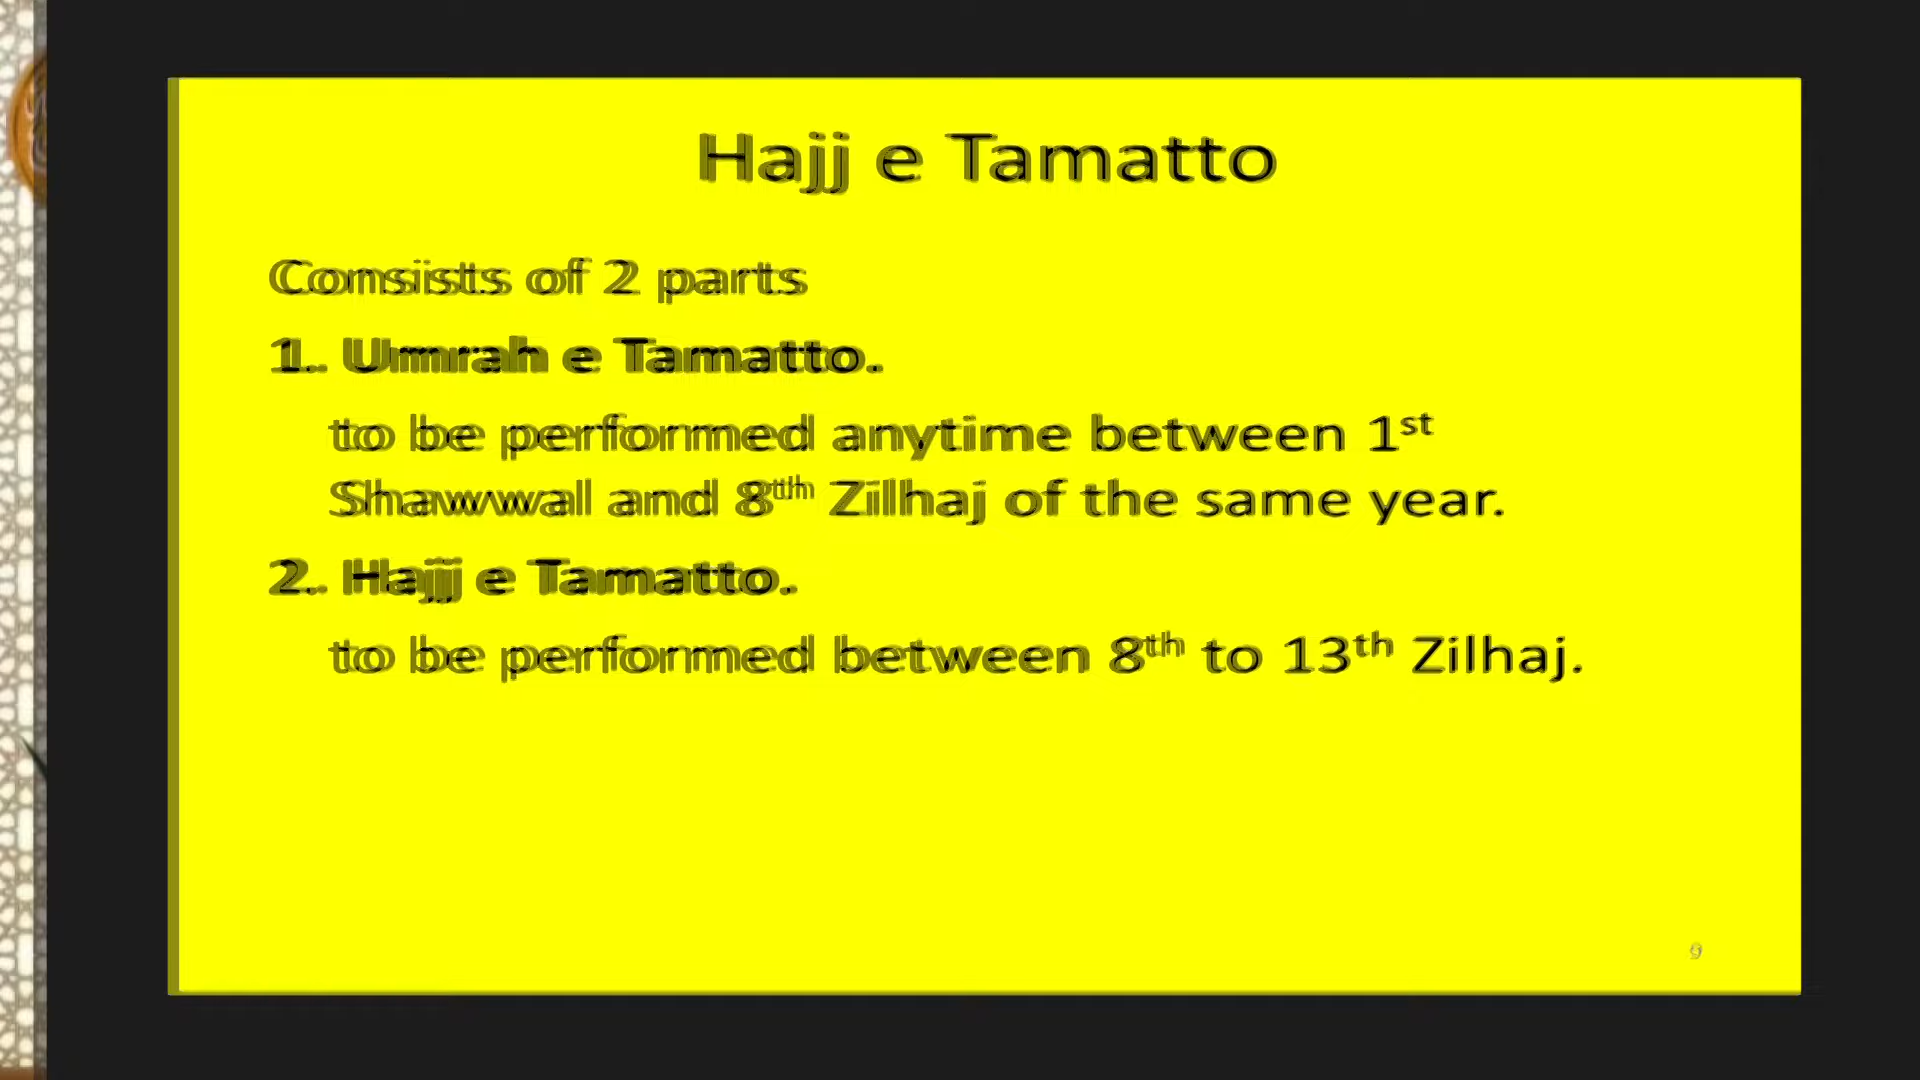 Hajj e Tamatto
Consists of 2 parts
1. Umrah e Tamatto.
to be performed anytime between 1st
Shawwal and 8th Zilhaj of the same year.
2. Hajj e Tamatto.
to be performed between 8th to 13th Zilhaj.
9